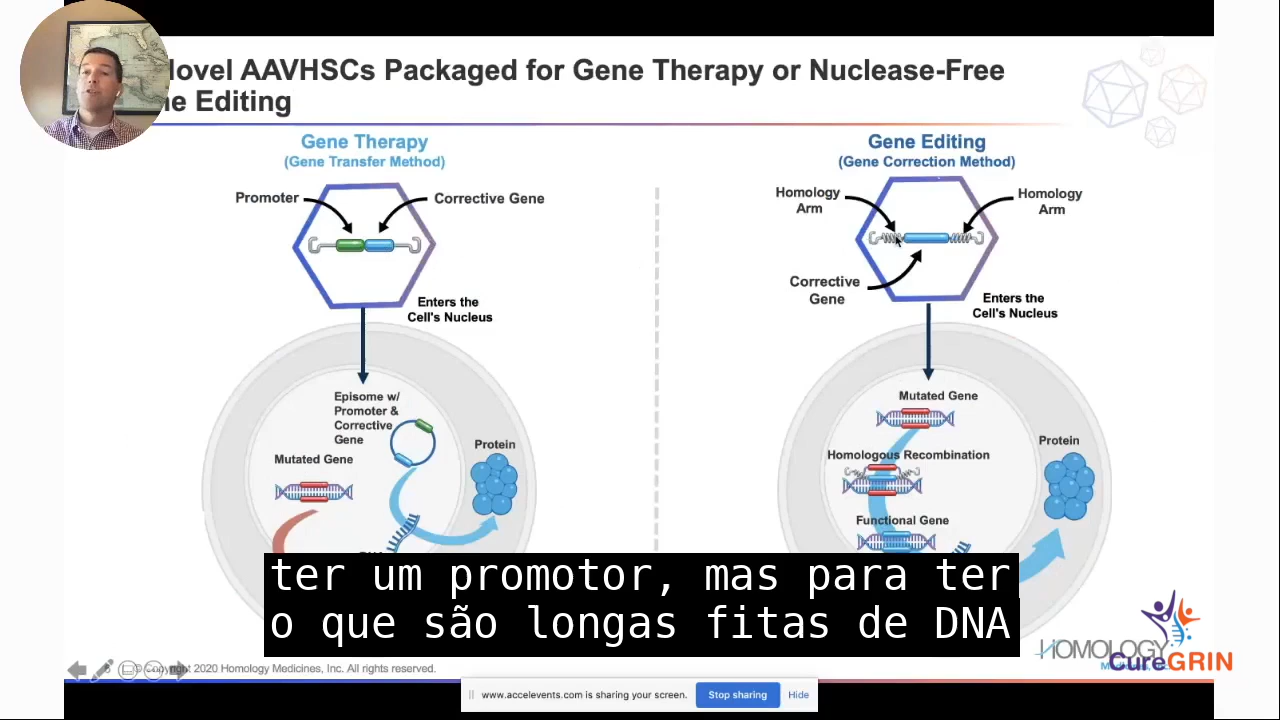 ovel AAVHSCs Packaged for Gene Therapy or Nuclease-Free
e Editing
Gene Therapy
(Gene Transfer Method)
Promoter
Corrective Gene
Enters the
Cell's Nucleus
Episome w/
Promoter &
Corrective
Gene
Mutated Gene
Protein
Gene Editing
(Gene Correction Method)
Homology
Arm
Homology
Arm
Corrective
Gene
Enters the
Cell's Nucleus
Mutated Gene
Homologous Recombination
Functional Gene
Protein
ter um promotor, mas para ter
o que são longas fitas de DNA
© Copyright 2020 Homology Medicines, Inc. All rights reserved.
HOMOLOGY
CureGRIN
www.accelevents.com is sharing your screen.
Stop sharing
Hide